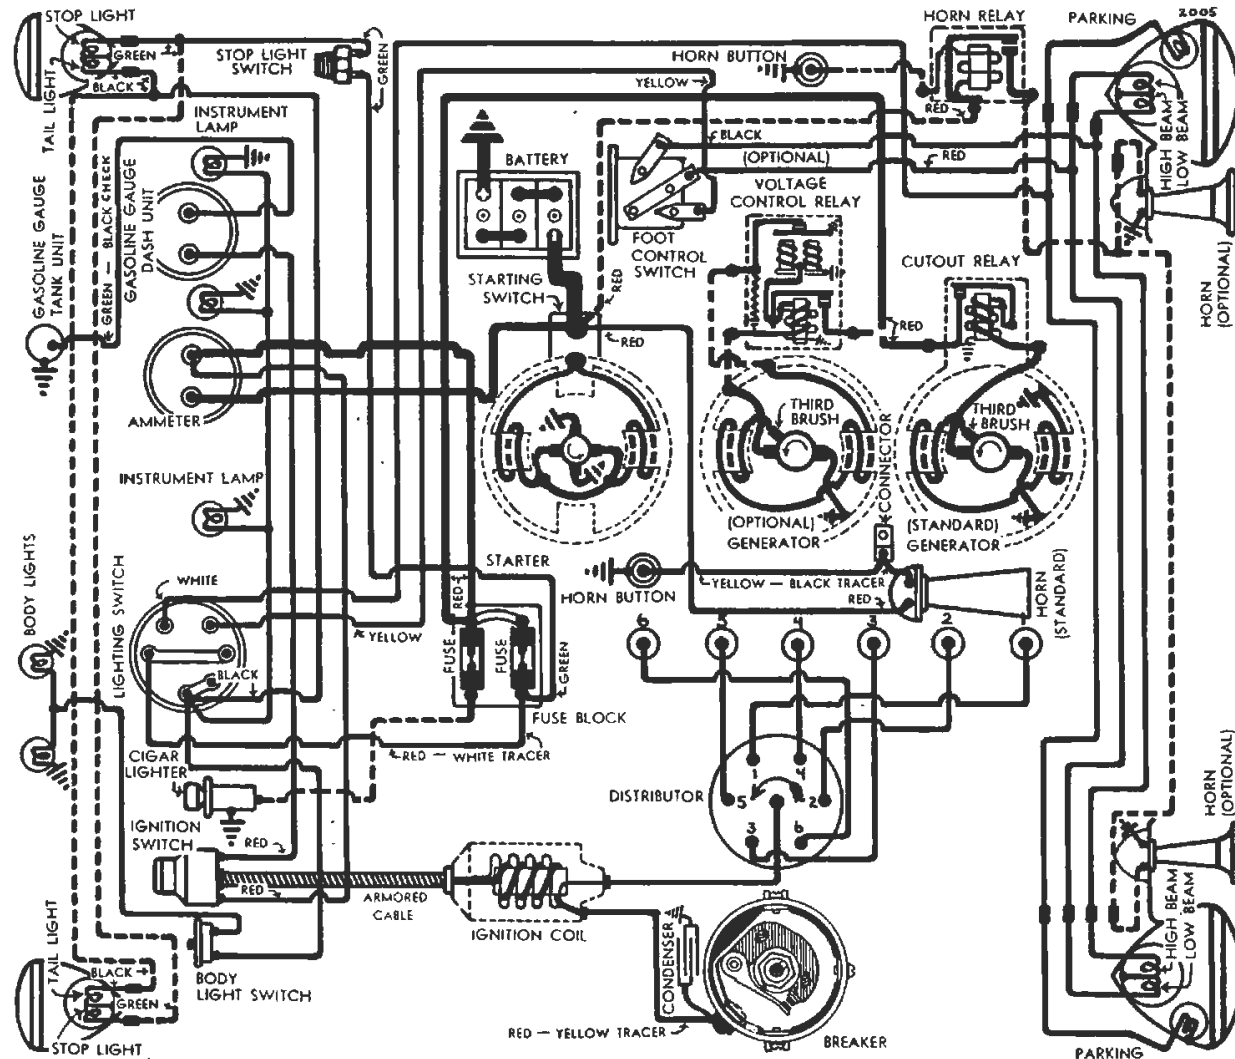 STOP LIGHT
GREEN
BLACK
TAIL LIGHT
STOP LIGHT
SWITCH
GREEN
HORN BUTTON
YELLOW
HORN RELAY
RED
PARKING
2005
HIGH BEAM
LOW BEAM
INSTRUMENT
LAMP
BATTERY
BLACK
(OPTIONAL)
RED
VOLTAGE
CONTROL RELAY
FOOT
CONTROL
SWITCH
GASOLINE GAUGE
TANK UNIT
GREEN — BLACK CHECK
GASOLINE GAUGE
DASH UNIT
STARTING
SWITCH
RED
RED
CUTOUT RELAY
RED
HORN
(OPTIONAL)
AMMETER
THIRD
BRUSH
CONNECTOR
THIRD
BRUSH
INSTRUMENT LAMP
(OPTIONAL)
GENERATOR
(STANDARD)
GENERATOR
STARTER
BODY LIGHTS
LIGHTING SWITCH
WHITE
YELLOW
BLACK
RED
FUSE
FUSE
GREEN
FUSE BLOCK
HORN BUTTON
YELLOW — BLACK TRACER
RED
HORN
(STANDARD)
6
5
4
3
2
RED — WHITE TRACER
CIGAR
LIGHTER
DISTRIBUTOR
5
2
3
6
HORN
(OPTIONAL)
IGNITION
SWITCH
RED
RED
ARMORED
CABLE
IGNITION COIL
CONDENSER
TAIL LIGHT
BLACK
GREEN
STOP LIGHT
BODY
LIGHT SWITCH
RED — YELLOW TRACER
BREAKER
HIGH BEAM
LOW BEAM
PARKING